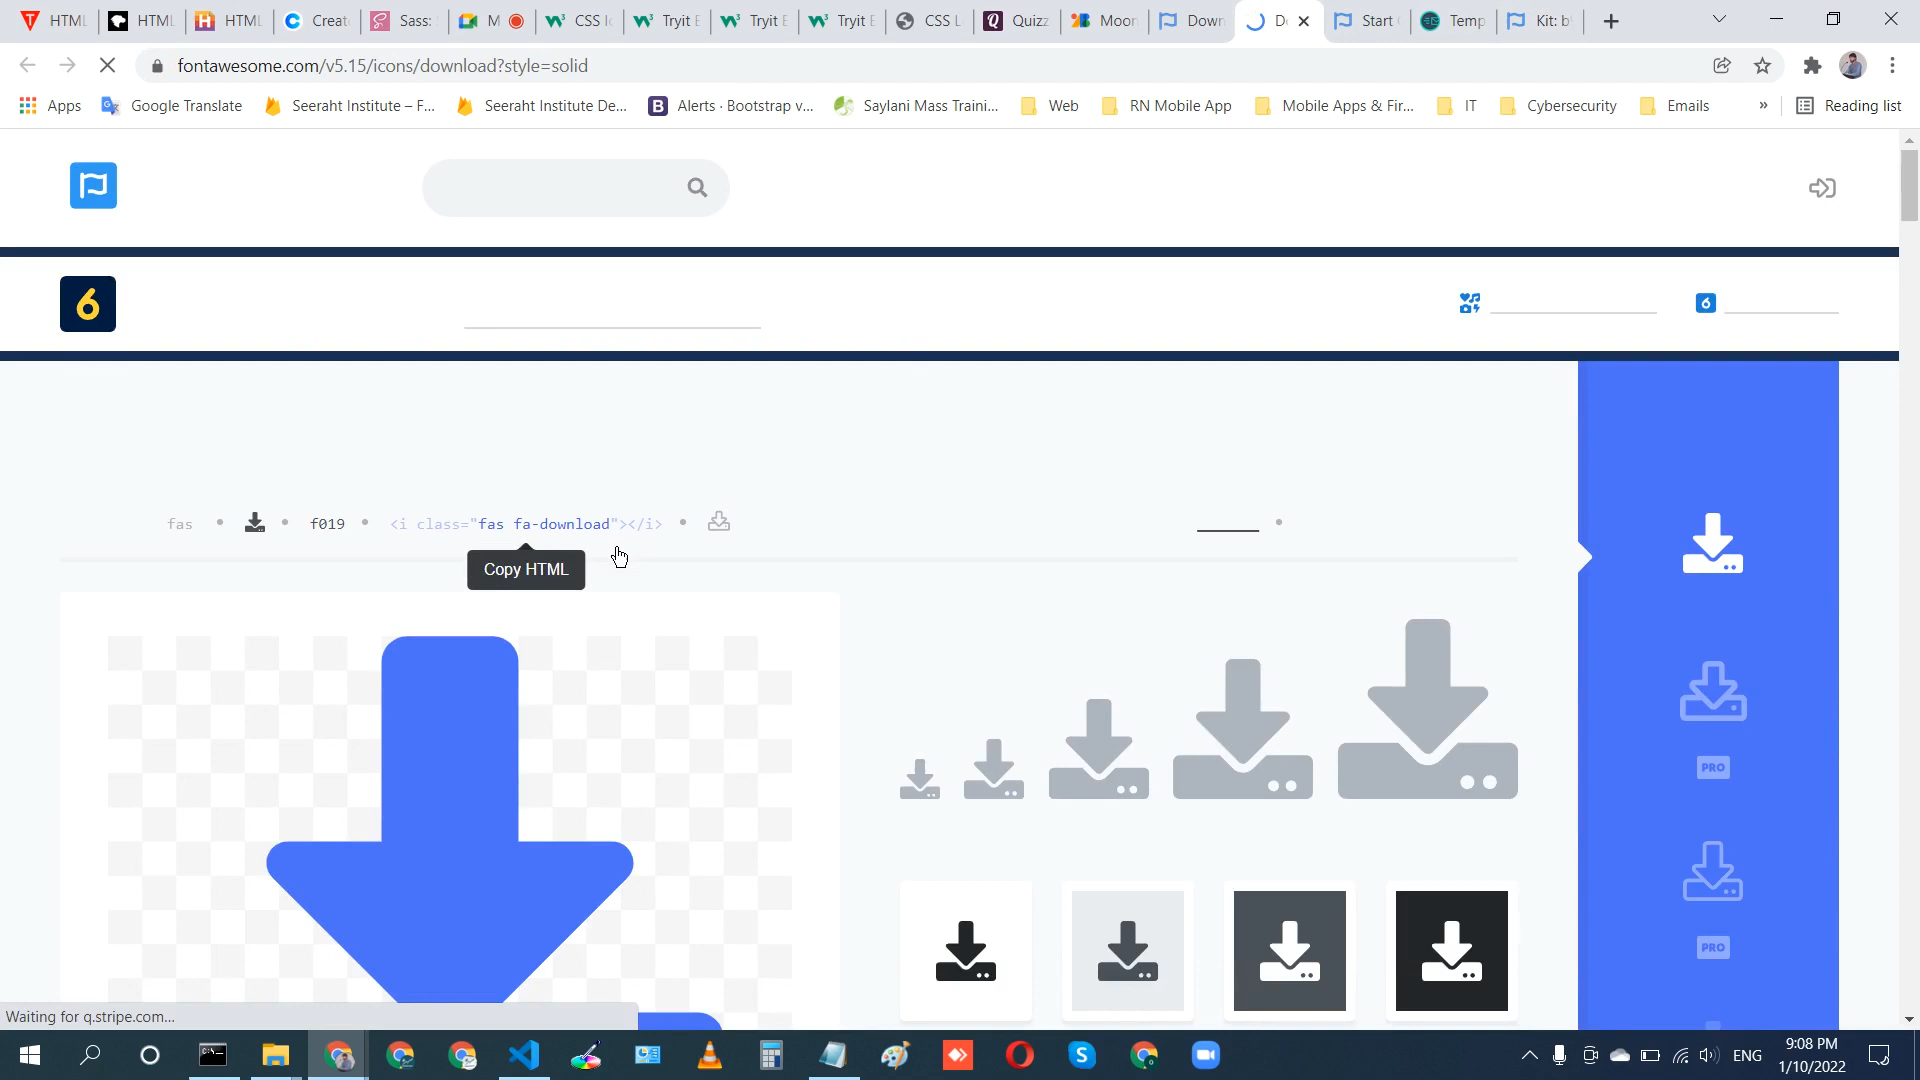 HTML HTML HTML Creat Sass: M CSS Ic Tryit E Tryit E Tryit E CSS L Quizz Moon Down D Start Temp Kit: b
fontawesome.com/v5.15/icons/download?style=solid
Apps Google Translate Seeraht Institute – F... Seeraht Institute De... Alerts · Bootstrap v... Saylani Mass Traini... Web RN Mobile App Mobile Apps & Fir... IT Cybersecurity Emails » Reading list
6
6
fas • • f019 • <i class="fas fa-download"></i> • •
Copy HTML
PRO
PRO
Waiting for q.stripe.com...
ENG
9:08 PM
1/10/2022